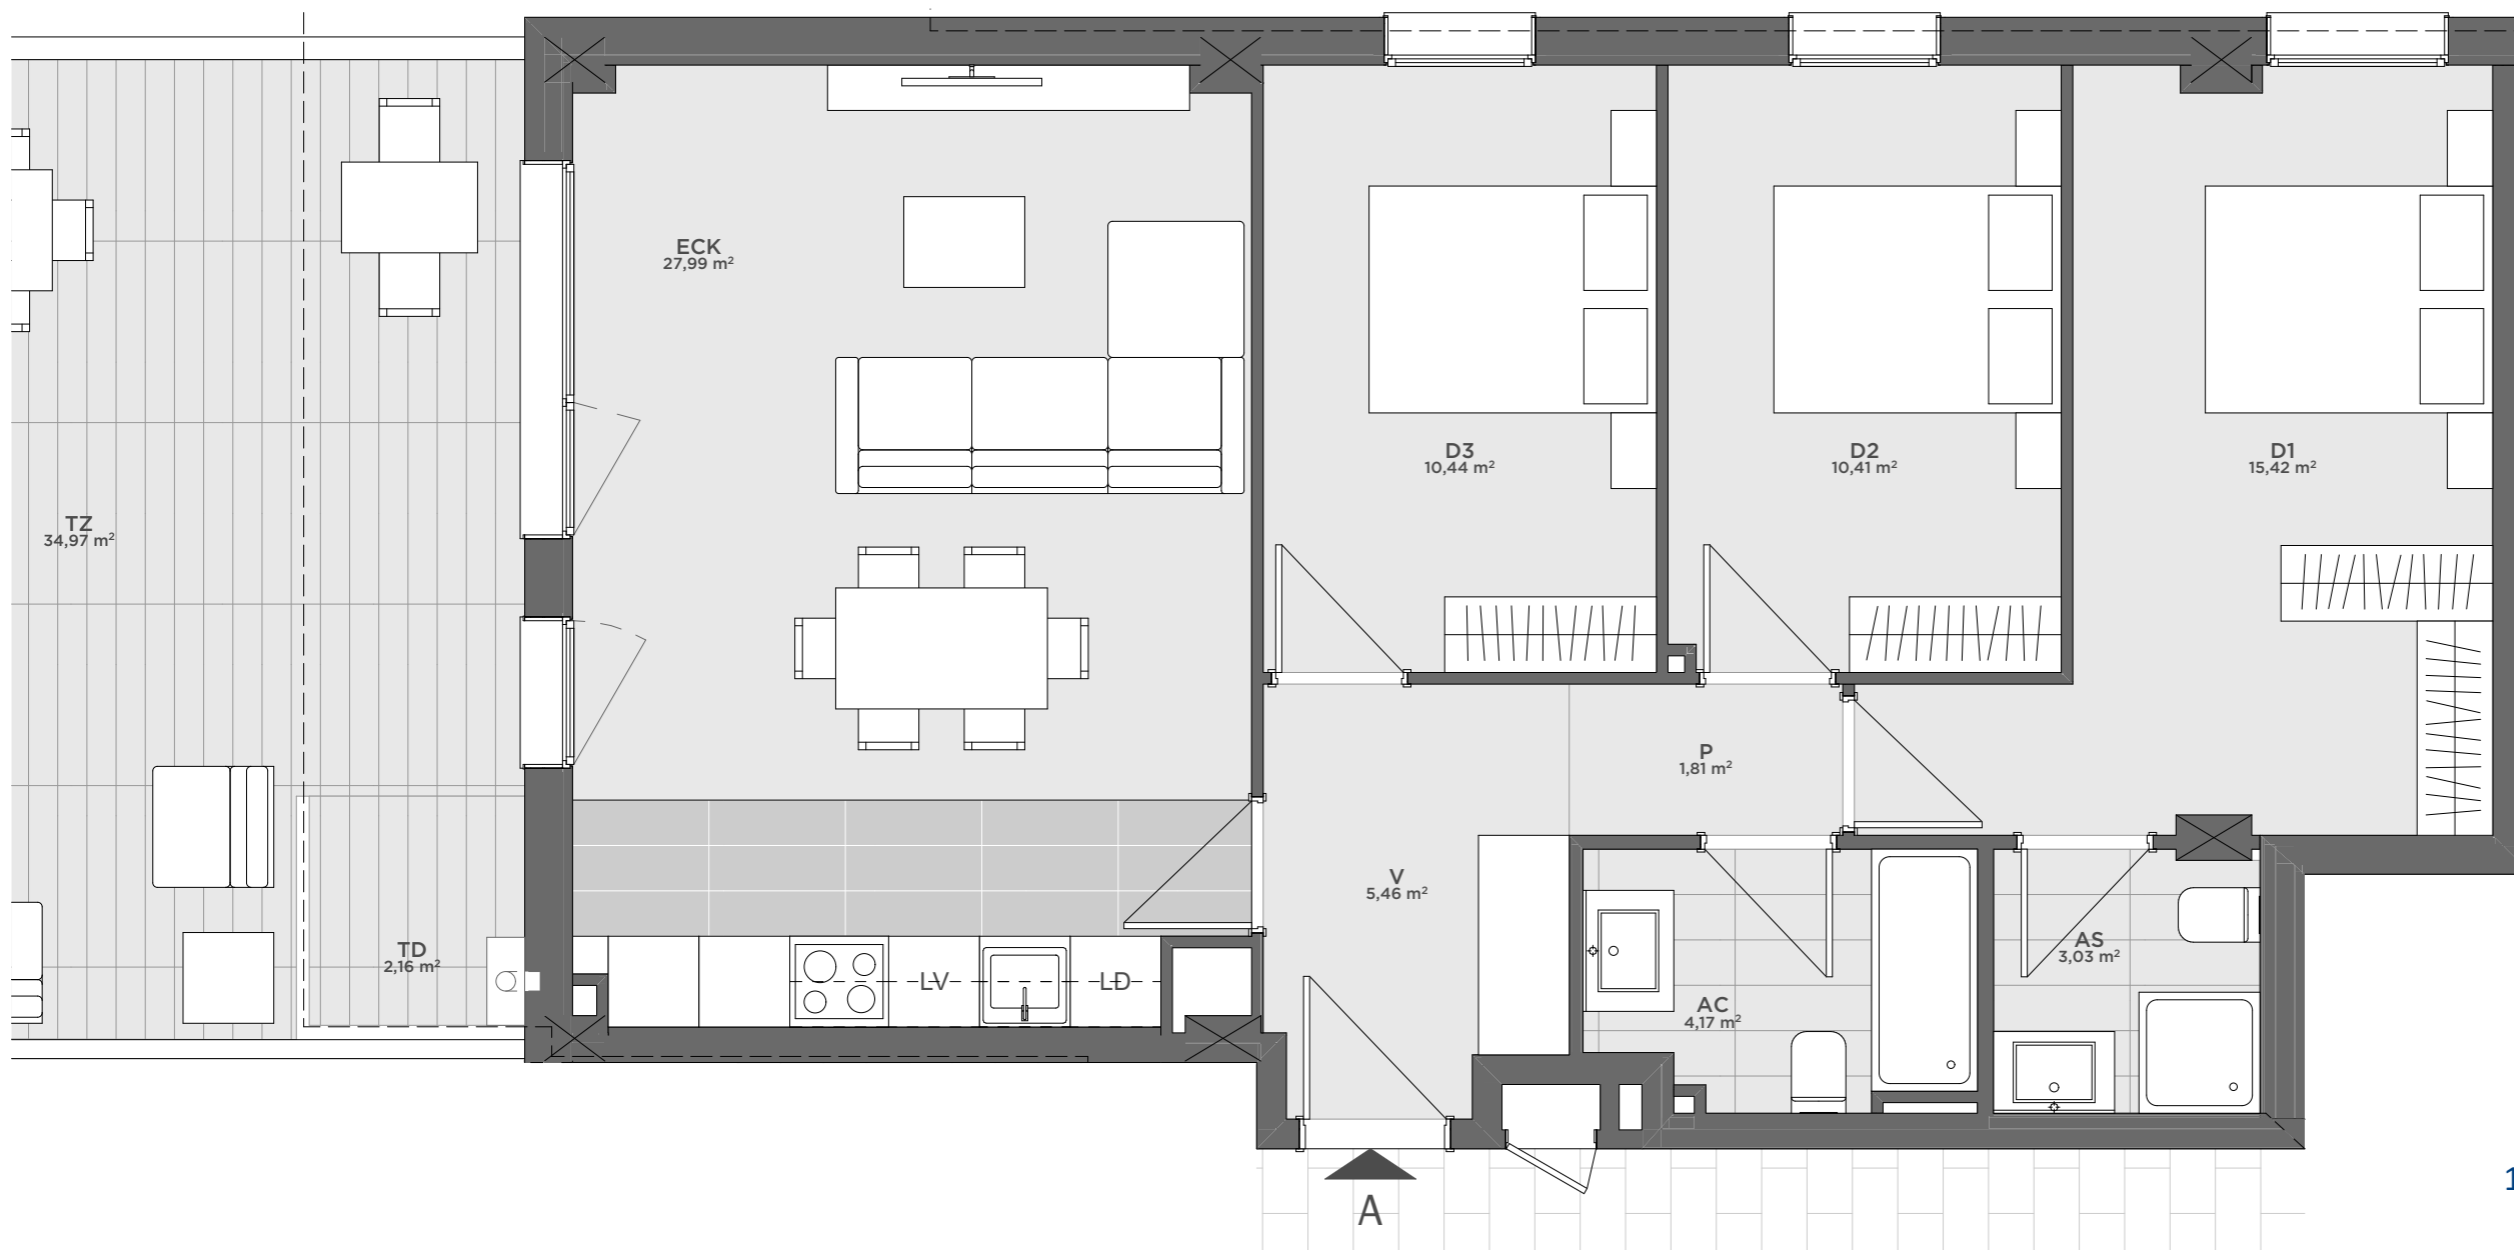 ECK
27,99 m²
D3
10,44 m²
D2
10,41 m²
D1
15,42 m²
TZ
34,97 m²
P
1,81 m²
V
5,46 m²
TD
2,16 m²
LV
LD
AS
3,03 m²
AC
4,17 m²
A
1